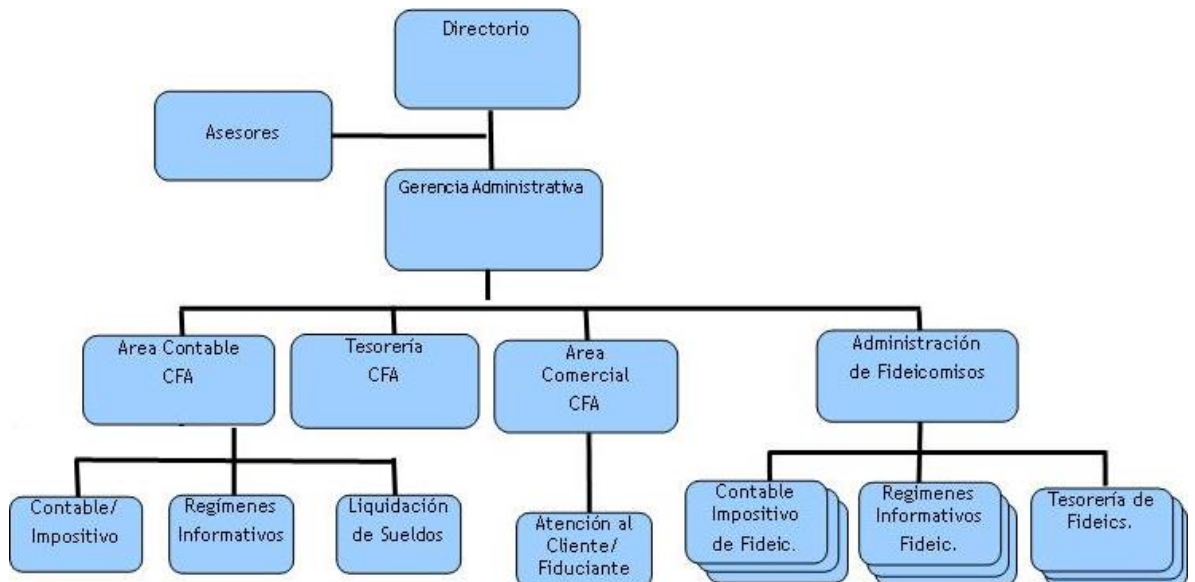 Directorio
Asesores
Gerencia Administrativa
Area Contable
CFA
Tesorería
CFA
Area
Comercial
CFA
Administración
de Fideicomisos
Contable/
Impositivo
Regímenes
Informativos
Liquidación
de Sueldos
Atención al
Cliente/
Fiduciante
Contable
Impositivo
de Fideic.
Regimenes
Informativos
Fideic.
Tesorería de
Fideics.